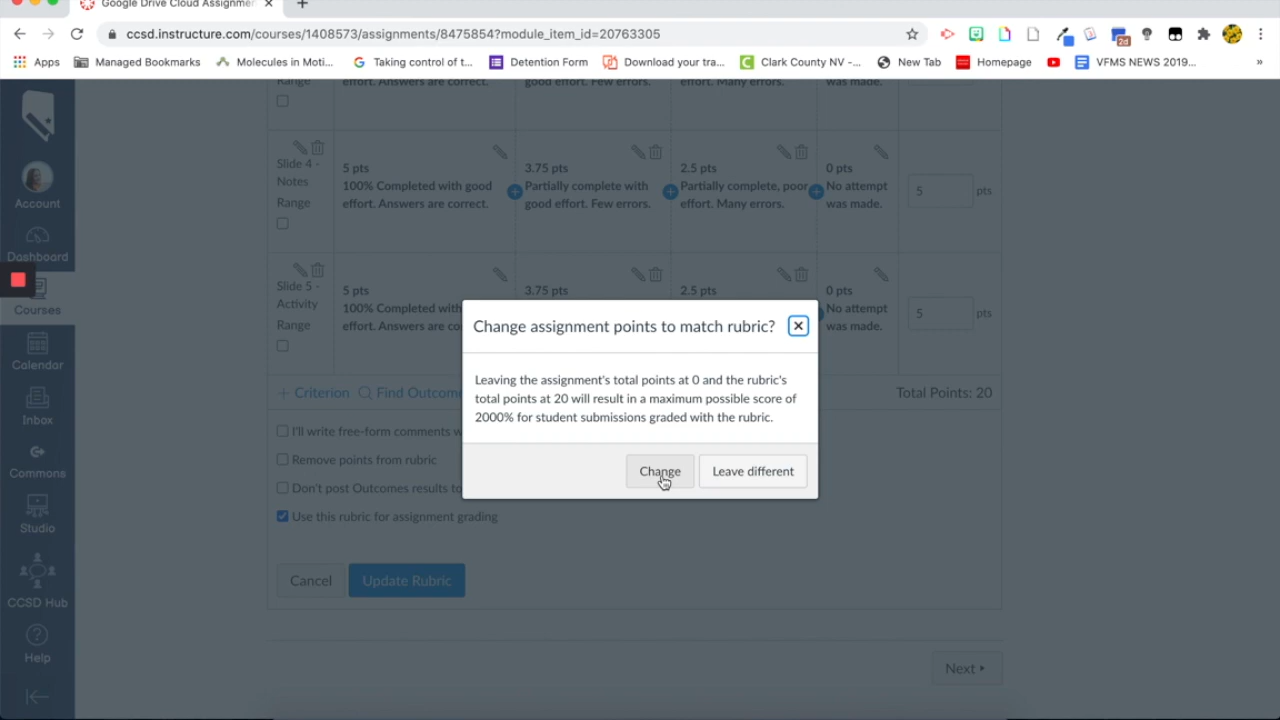 Google Drive Cloud Assignmen
ccsd.instructure.com/courses/1408573/assignments/8475854?module_item_id=20763305
2d
Apps Managed Bookmarks Molecules in Moti... Taking control of t... Detention Form Download your tra... Clark County NV -... New Tab Homepage VFMS NEWS 2019... »
Range effort. Answers are correct. good effort. Few errors. effort. Many errors. was made.
Slide 4 -
Notes
Range
5 pts
100% Completed with good
effort. Answers are correct.
3.75 pts
Partially complete with
good effort. Few errors.
2.5 pts
Partially complete, poor
effort. Many errors.
0 pts
No attempt
was made.
5 pts
Slide 5 -
Activity
Range
5 pts
100% Completed with
effort. Answers are co
3.75 pts
2.5 pts
0 pts
No attempt
was made.
5 pts
+ Criterion Find Outcome Total Points: 20
I'll write free-form comments w
Remove points from rubric
Don't post Outcomes results to
Use this rubric for assignment grading
Cancel Update Rubric
Next
Change assignment points to match rubric?
Leaving the assignment's total points at 0 and the rubric's
total points at 20 will result in a maximum possible score of
2000% for student submissions graded with the rubric.
Change Leave different
Account
Dashboard
Courses
Calendar
Inbox
Commons
Studio
CCSD Hub
Help